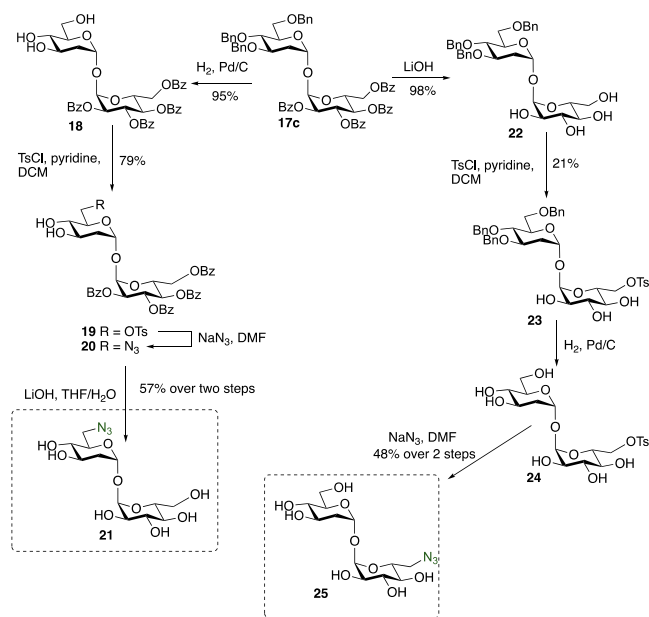 HO
HO
HO
O
O
OBz
O
BzO
OBz
OBz
18
H₂, Pd/C
95%
OBn
BnO
BnO
O
O
OBz
O
BzO
OBz
OBz
17c
LiOH
98%
OBn
BnO
BnO
O
O
OH
O
HO
OH
OH
22
TsCl, pyridine,
DCM
79%
TsCl, pyridine,
DCM
21%
R
HO
HO
O
O
OBz
O
BzO
OBz
OBz
19 R = OTs
20 R = N₃
NaN₃, DMF
OBn
BnO
BnO
O
O
OTs
O
HO
OH
OH
23
H₂, Pd/C
LiOH, THF/H₂O
57% over two steps
N₃
HO
HO
O
O
OH
O
HO
OH
OH
21
OH
HO
HO
O
O
OTs
O
HO
OH
OH
24
NaN₃, DMF
48% over 2 steps
OH
HO
HO
O
O
N₃
O
HO
OH
OH
25